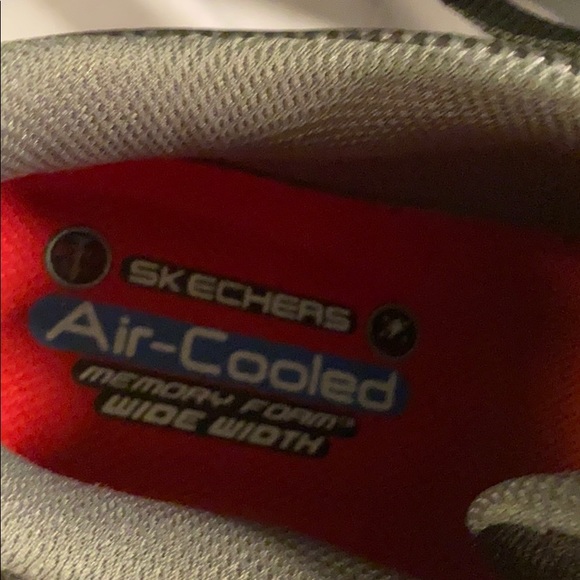 SKECHERS
Air-Cooled
MEMORY FOAM
WIDE WIDTH